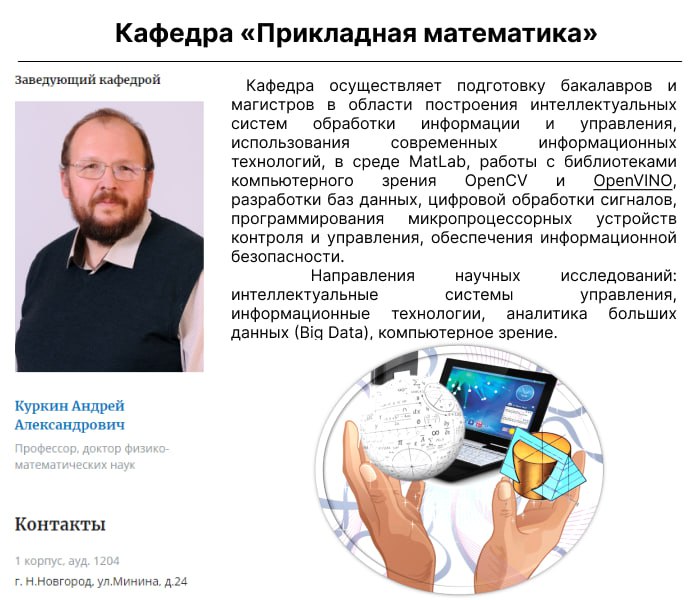 Кафедра «Прикладная математика»
Заведующий кафедрой
Кафедра осуществляет подготовку бакалавров и
магистров в области построения интеллектуальных
систем обработки информации и управления,
использования современных информационных
технологий, в среде MatLab, работы с библиотеками
компьютерного зрения OpenCV и OpenVINO,
разработки баз данных, цифровой обработки сигналов,
программирования микропроцессорных устройств
контроля и управления, обеспечения информационной
безопасности.
Направления научных исследований:
интеллектуальные системы управления,
информационные технологии, аналитика больших
данных (Big Data), компьютерное зрение.
Куркин Андрей
Александрович
Профессор, доктор физико-
математических наук
Контакты
1 корпус, ауд. 1204
г. Н.Новгород, ул.Минина, д.24